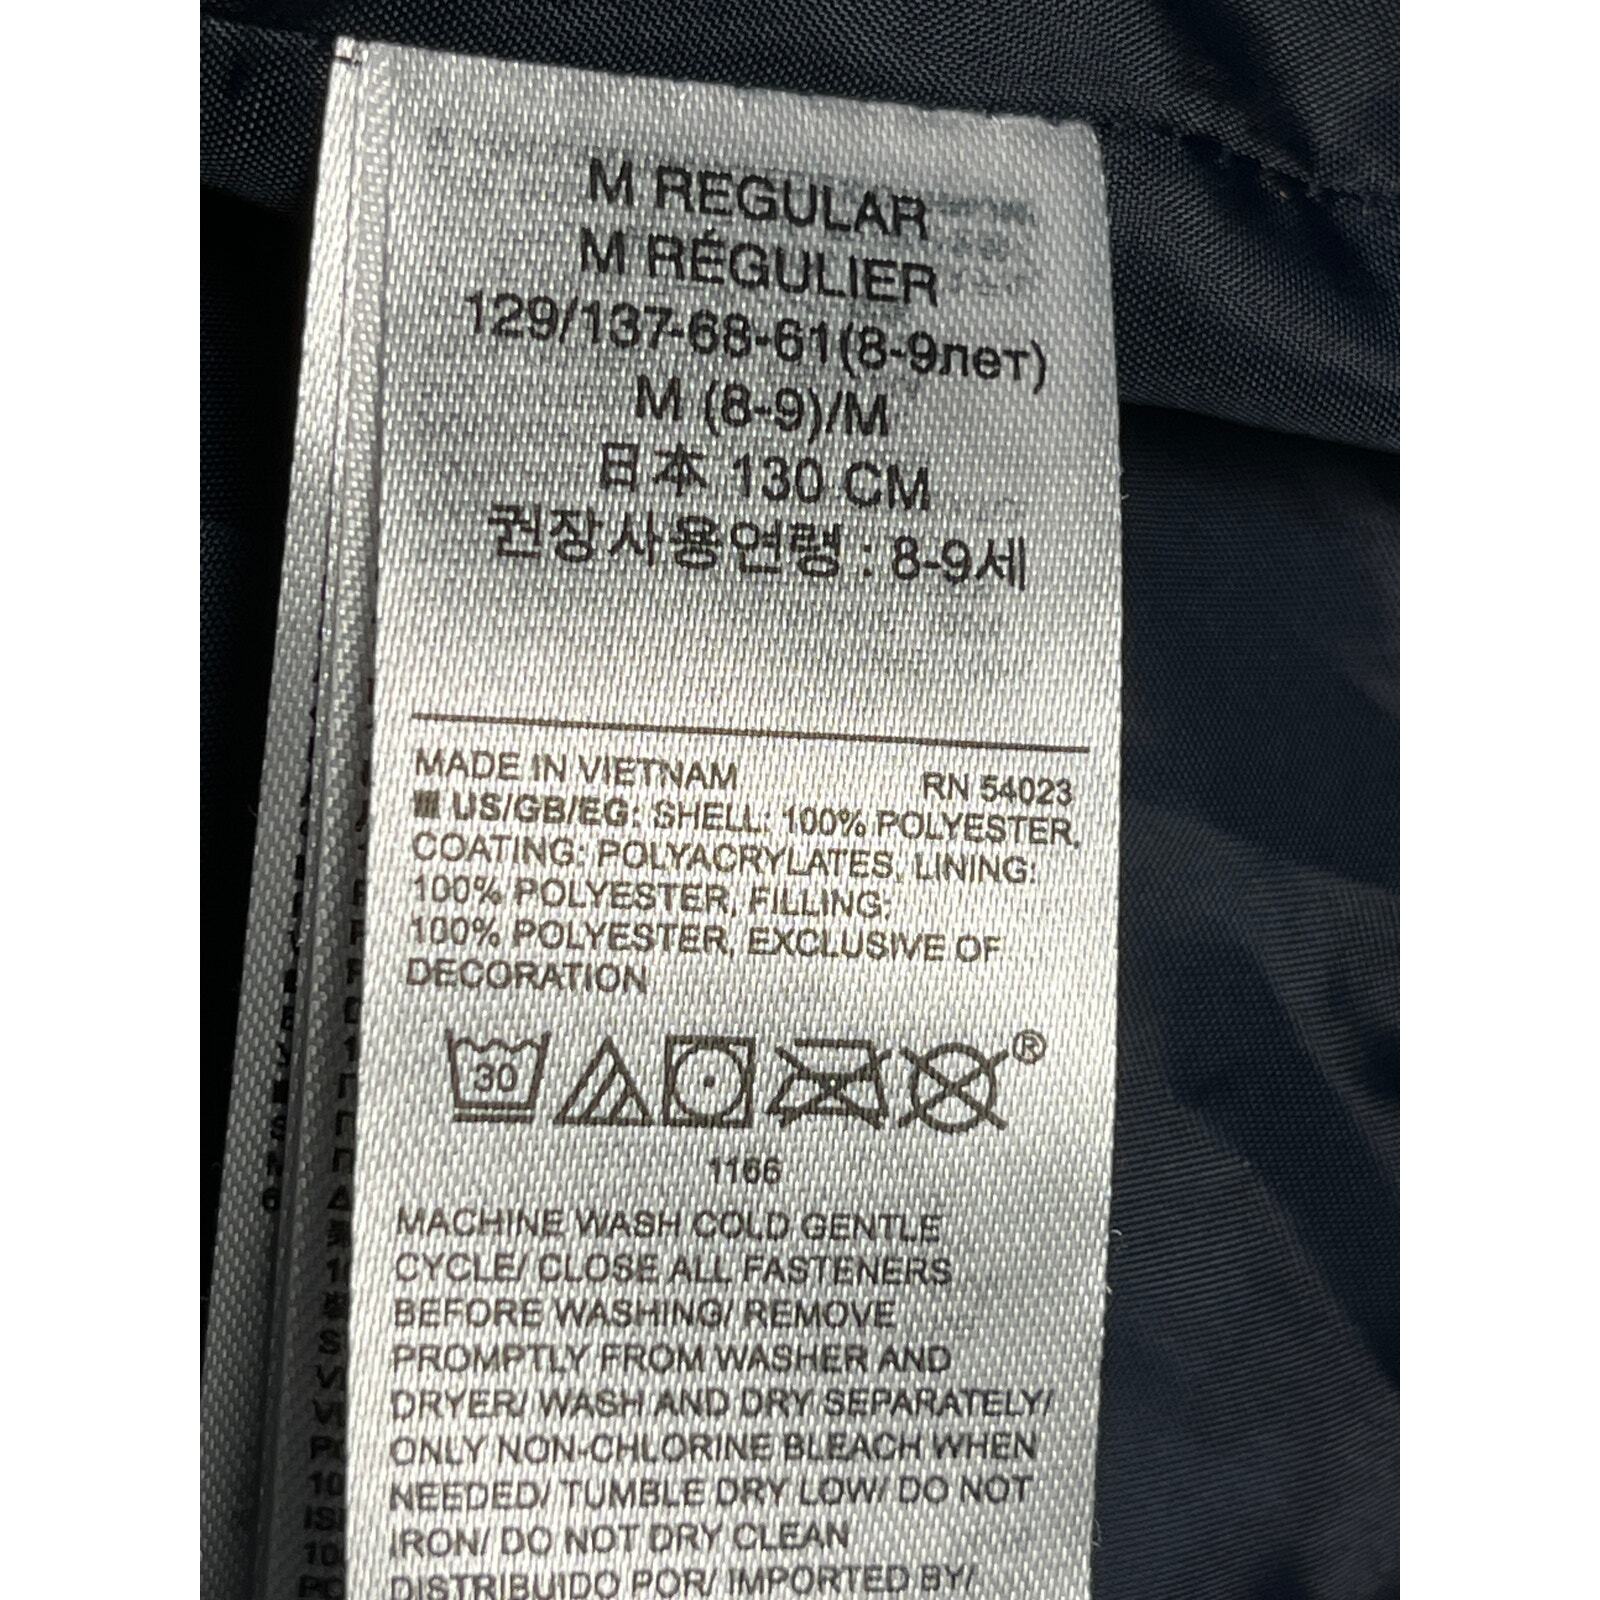 M REGULAR
M RÉGULIER
129/137-68-61(8-9лет)
M (8-9)/M
日本 130 CM
권장사용연령 : 8-9세
MADE IN VIETNAM RN 54023
US/GB/EG: SHELL: 100% POLYESTER,
COATING: POLYACRYLATES, LINING:
100% POLYESTER, FILLING:
100% POLYESTER, EXCLUSIVE OF
DECORATION
30 ®
1166
MACHINE WASH COLD GENTLE
CYCLE/ CLOSE ALL FASTENERS
BEFORE WASHING/ REMOVE
PROMPTLY FROM WASHER AND
DRYER/ WASH AND DRY SEPARATELY/
ONLY NON-CHLORINE BLEACH WHEN
NEEDED/ TUMBLE DRY LOW/ DO NOT
IRON/ DO NOT DRY CLEAN
DISTRIBUIDO POR/ IMPORTED BY/